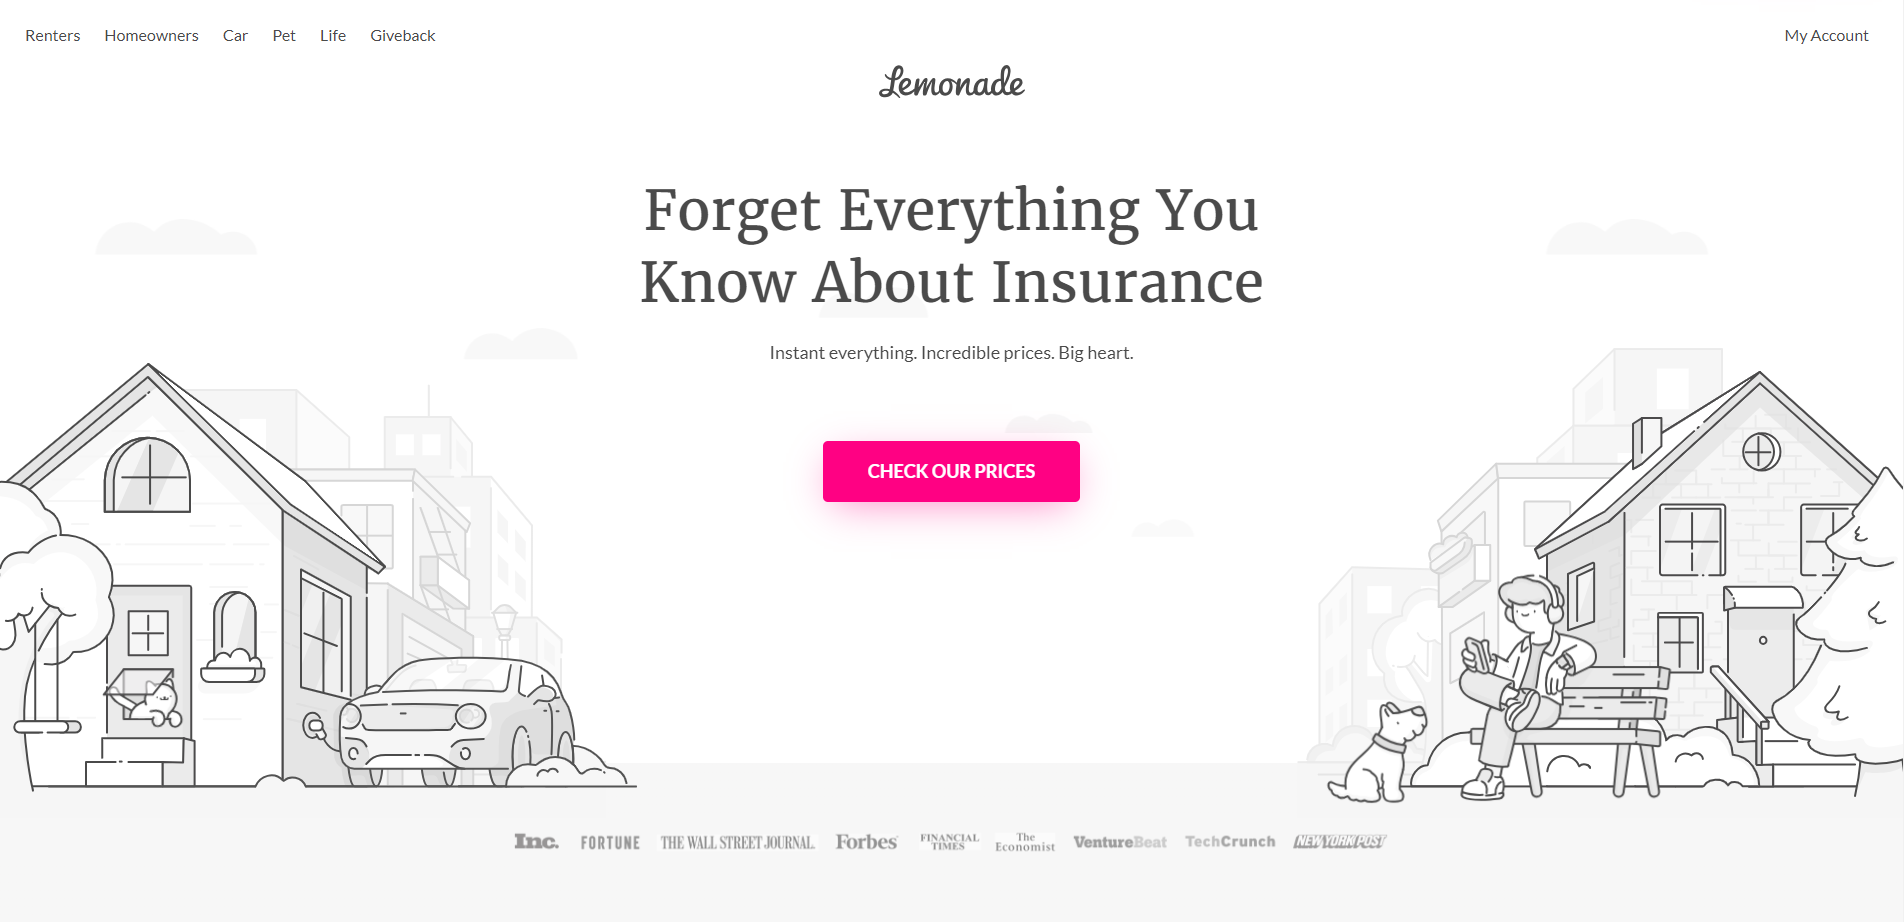 Renters Homeowners Car Pet Life Giveback My Account
Lemonade
Forget Everything You
Know About Insurance
Instant everything. Incredible prices. Big heart.
CHECK OUR PRICES
Inc. FORTUNE THE WALL STREET JOURNAL. Forbes FINANCIAL TIMES The Economist VentureBeat TechCrunch NEW YORK POST